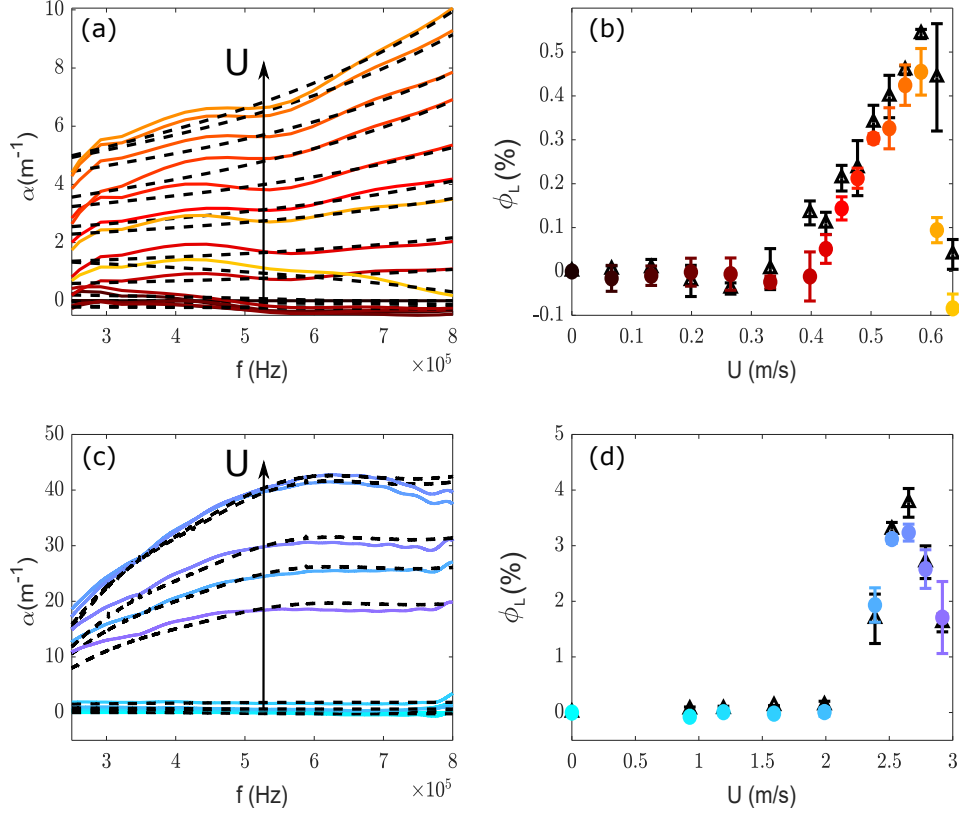 (a)
U
10
8
6
4
2
0
α(m⁻¹)
3 4 5 6 7 8
f (Hz)
×10⁵
(b)
0.5
0.4
0.3
0.2
0.1
0
-0.1
ϕL (%)
0 0.1 0.2 0.3 0.4 0.5 0.6
U (m/s)
(c)
U
50
40
30
20
10
0
α(m⁻¹)
3 4 5 6 7 8
f (Hz)
×10⁵
(d)
5
4
3
2
1
0
-1
ϕL (%)
0 0.5 1 1.5 2 2.5 3
U (m/s)